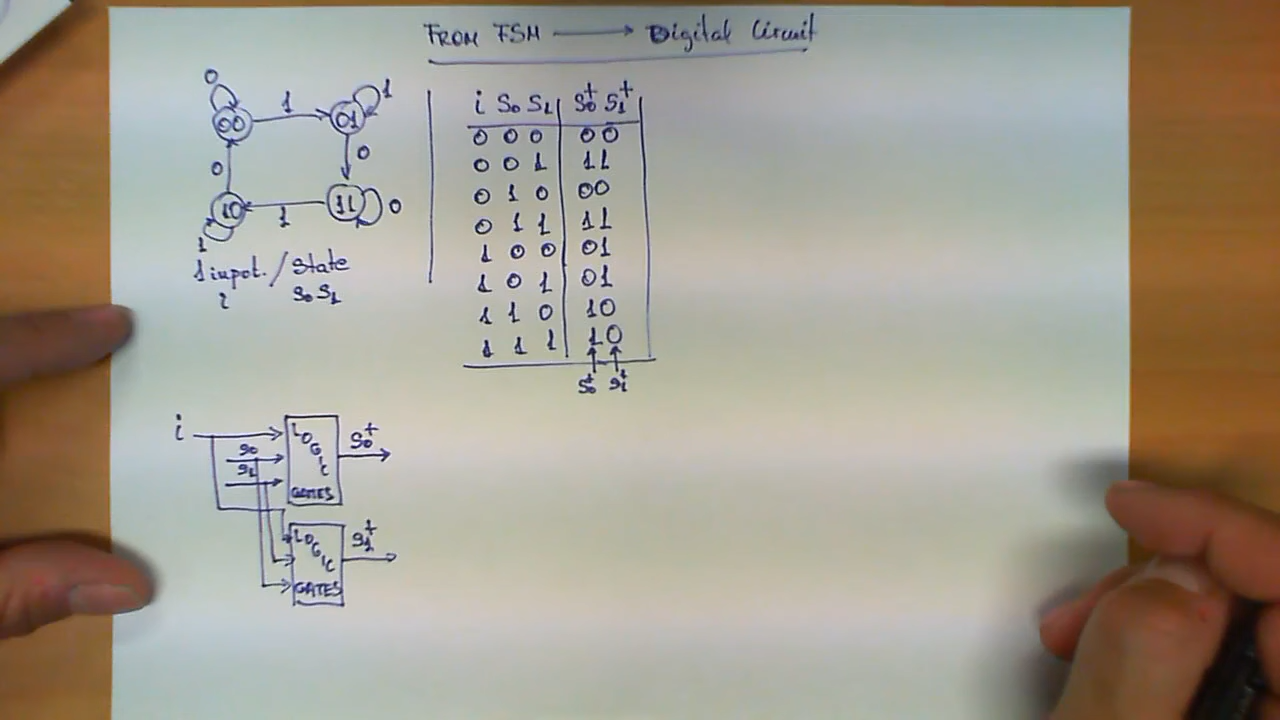 FROM FSM → Digital Circuit
0
1
1
00
01
0
0
10
11
0
1
1
1 inpot. / State
i S0 S1
i S0 S1 S0+ S1+
0 0 0 0 0
0 0 1 1 1
0 1 0 0 0
0 1 1 1 1
1 0 0 0 1
1 0 1 0 1
1 1 0 1 0
1 1 1 1 0
S0+ S1+
i
S0
S1
LOGIC
GATES
S0+
LOGIC
GATES
S1+